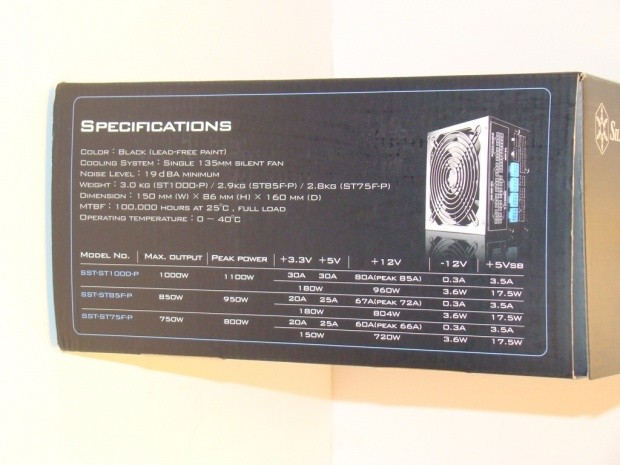 Specifications
Color : Black (lead-free paint)
Cooling System : Single 135mm silent fan
Noise Level : 19dBA minimum
Weight : 3.0 kg (ST1000-P) / 2.9kg (ST85F-P) / 2.8kg (ST75F-P)
Dimension : 150 mm (W) × 86 mm (H) × 160 mm (D)
MTBF : 100,000 hours at 25°C , full load
Operating temperature : 0 ~ 40°C
Model No. Max. output Peak power +3.3V +5V +12V -12V +5Vsb
SST-ST1000-P 1000W 1100W 30A 30A 80A(peak 85A) 0.3A 3.5A
180W 960W 3.6W 17.5W
SST-ST85F-P 850W 950W 20A 25A 67A(peak 72A) 0.3A 3.5A
180W 804W 3.6W 17.5W
SST-ST75F-P 750W 800W 20A 25A 60A(peak 66A) 0.3A 3.5A
150W 720W 3.6W 17.5W